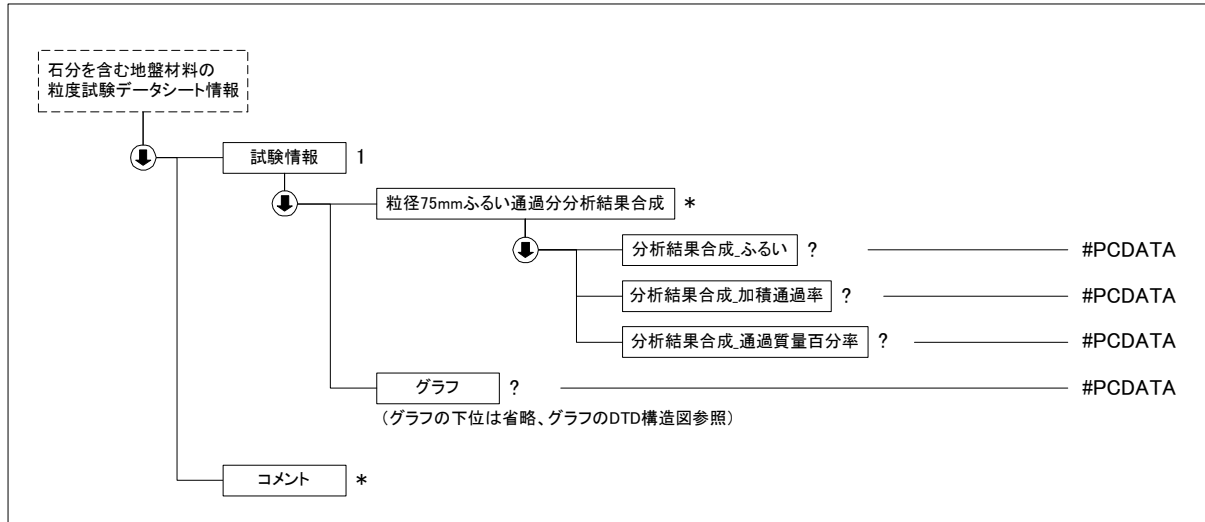 石分を含む地盤材料の
粒度試験データシート情報
試験情報 1
粒径75mmふるい通過分分析結果合成 *
分析結果合成_ふるい ? #PCDATA
分析結果合成_加積通過率 ? #PCDATA
分析結果合成_通過質量百分率 ? #PCDATA
グラフ ? #PCDATA
(グラフの下位は省略、グラフのDTD構造図参照)
コメント *